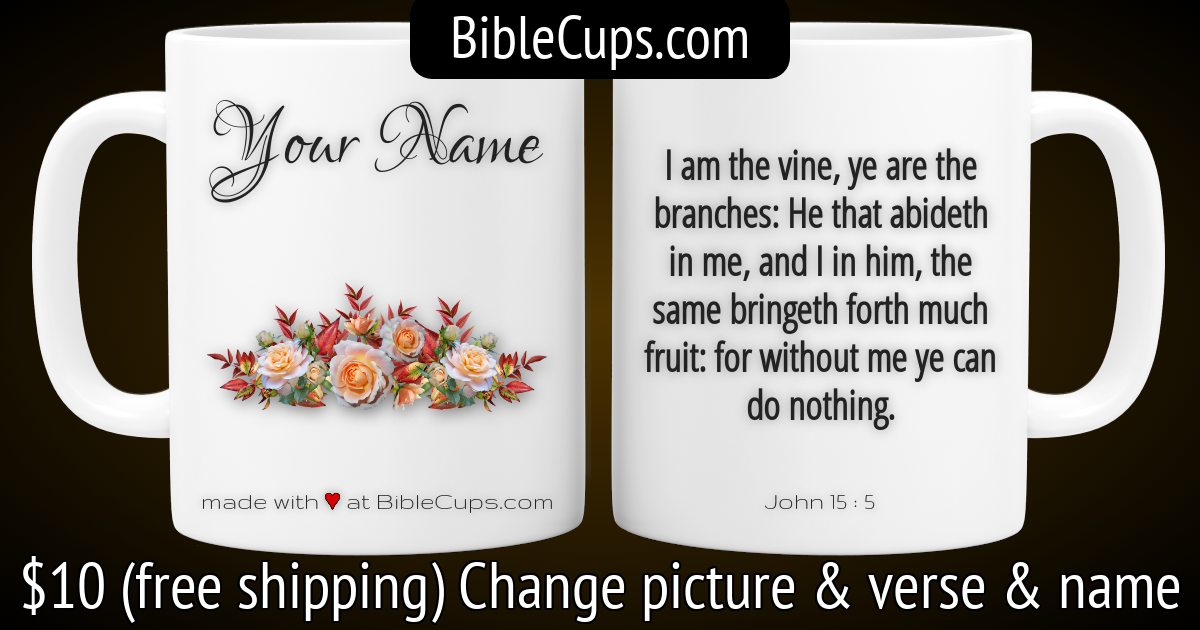 BibleCups.com
Your Name
made with ♥ at BibleCups.com
I am the vine, ye are the
branches: He that abideth
in me, and I in him, the
same bringeth forth much
fruit: for without me ye can
do nothing.
John 15 : 5
$10 (free shipping) Change picture & verse & name